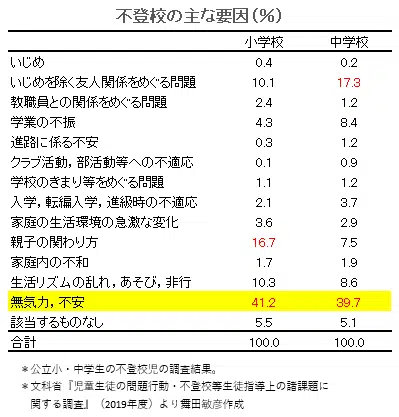 不登校の主な要因（％）
小学校 中学校
いじめ 0.4 0.2
いじめを除く友人関係をめぐる問題 10.1 17.3
教職員との関係をめぐる問題 2.4 1.2
学業の不振 4.3 8.4
進路に係る不安 0.3 1.2
クラブ活動，部活動等への不適応 0.1 0.9
学校のきまり等をめぐる問題 1.1 1.2
入学，転編入学，進級時の不適応 2.1 3.7
家庭の生活環境の急激な変化 3.6 2.9
親子の関わり方 16.7 7.5
家庭内の不和 1.7 1.9
生活リズムの乱れ，あそび，非行 10.3 8.6
無気力，不安 41.2 39.7
該当するものなし 5.5 5.1
合計 100.0 100.0
＊公立小・中学生の不登校児の調査結果。
＊文科省『児童生徒の問題行動・不登校等生徒指導上の諸課題に
関する調査』（2019年度）より舞田敏彦作成